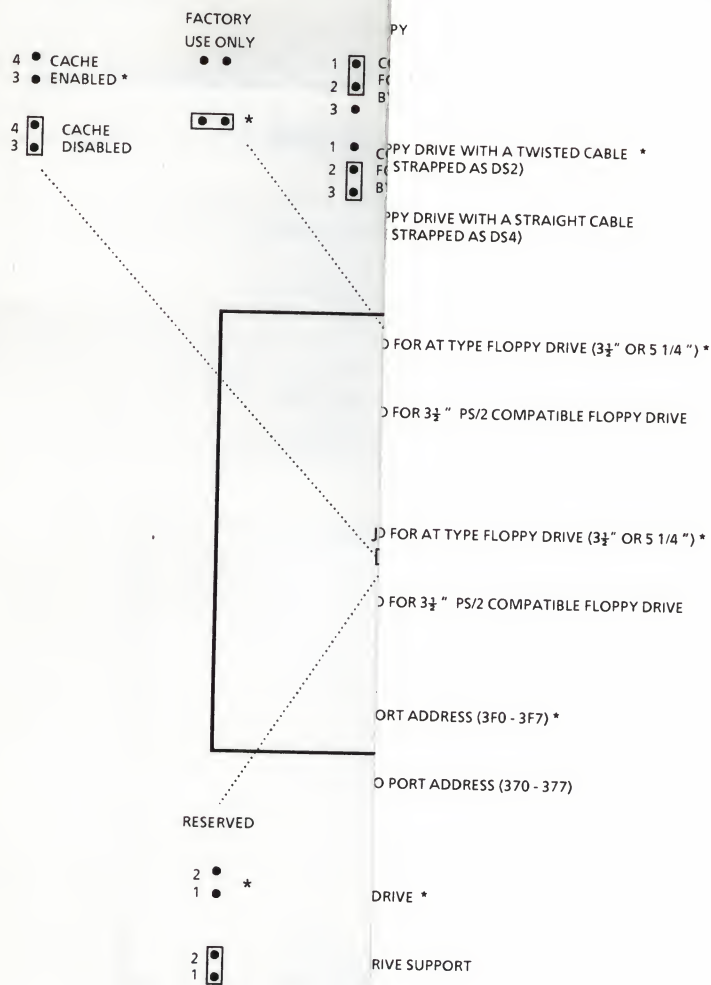 FACTORY
USE ONLY
4 CACHE
3 ENABLED *
4 CACHE
3 DISABLED
*
1
2
3
1
2
3
PY
PPY DRIVE WITH A TWISTED CABLE *
STRAPPED AS DS2)
PPY DRIVE WITH A STRAIGHT CABLE
STRAPPED AS DS4)
FOR AT TYPE FLOPPY DRIVE (3½" OR 5 1/4 ") *
FOR 3½ " PS/2 COMPATIBLE FLOPPY DRIVE
FOR AT TYPE FLOPPY DRIVE (3½" OR 5 1/4 ") *
FOR 3½ " PS/2 COMPATIBLE FLOPPY DRIVE
ORT ADDRESS (3F0 - 3F7) *
O PORT ADDRESS (370 - 377)
RESERVED
2
1 *
DRIVE *
2
1
RIVE SUPPORT